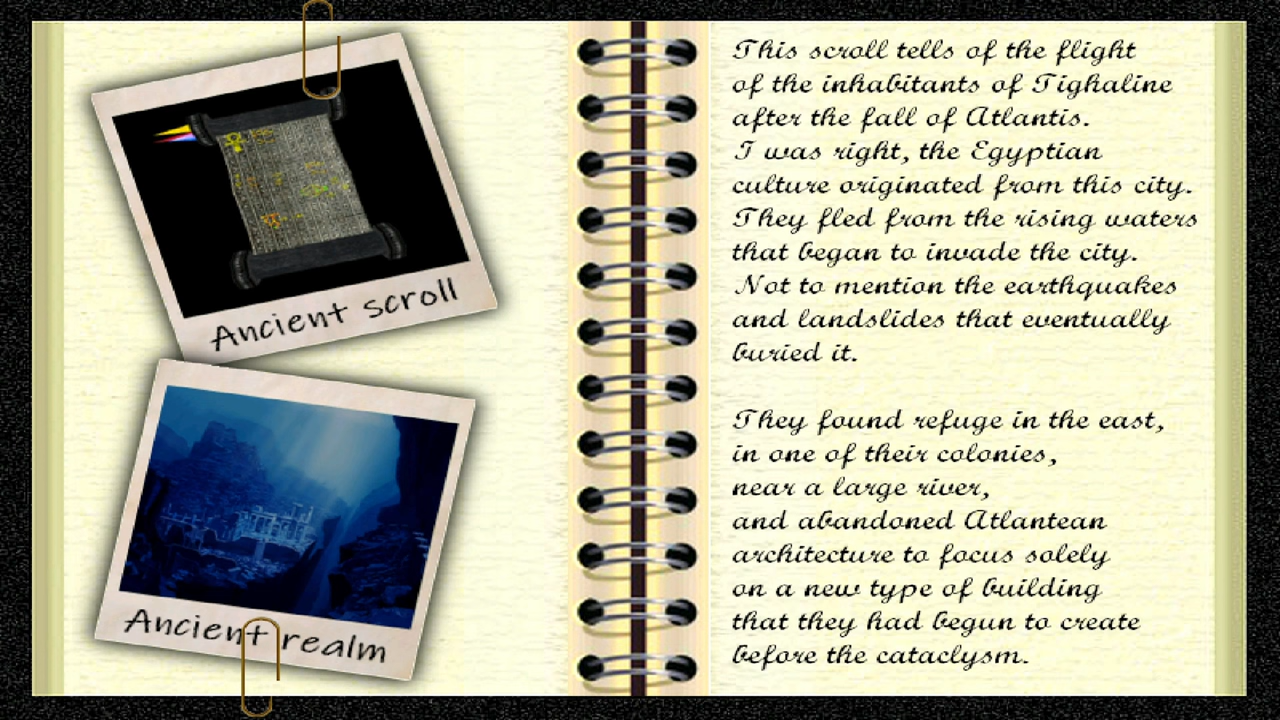 Ancient scroll
Ancient realm
This scroll tells of the flight
of the inhabitants of Tighaline
after the fall of Atlantis.
I was right, the Egyptian
culture originated from this city.
They fled from the rising waters
that began to invade the city.
Not to mention the earthquakes
and landslides that eventually
buried it.
They found refuge in the east,
in one of their colonies,
near a large river,
and abandoned Atlantean
architecture to focus solely
on a new type of building
that they had begun to create
before the cataclysm.